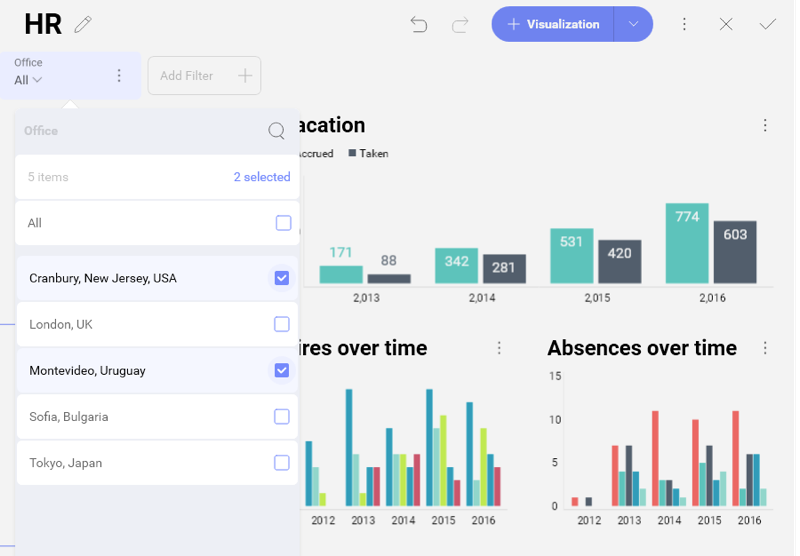 HR
+ Visualization
Office
All
Add Filter +
Office
5 items 2 selected
All
Cranbury, New Jersey, USA
London, UK
Montevideo, Uruguay
Sofia, Bulgaria
Tokyo, Japan
acation
Accrued Taken
171 88 342 281 531 420 774 603
2,013 2,014 2,015 2,016
ires over time
2012 2013 2014 2015 2016
Absences over time
15
10
5
0
2012 2013 2014 2015 2016